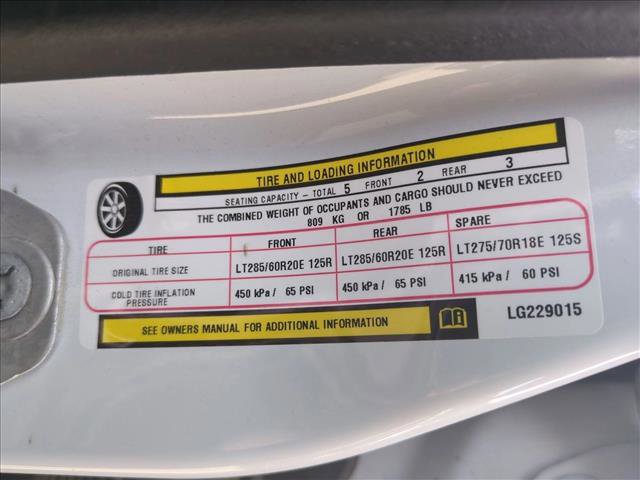 TIRE AND LOADING INFORMATION
SEATING CAPACITY - TOTAL 5 FRONT 2 REAR 3
THE COMBINED WEIGHT OF OCCUPANTS AND CARGO SHOULD NEVER EXCEED
809 KG OR 1785 LB
TIRE FRONT REAR SPARE
ORIGINAL TIRE SIZE LT285/60R20E 125R LT285/60R20E 125R LT275/70R18E 125S
COLD TIRE INFLATION
PRESSURE 450 kPa / 65 PSI 450 kPa / 65 PSI 415 kPa / 60 PSI
SEE OWNERS MANUAL FOR ADDITIONAL INFORMATION
LG229015